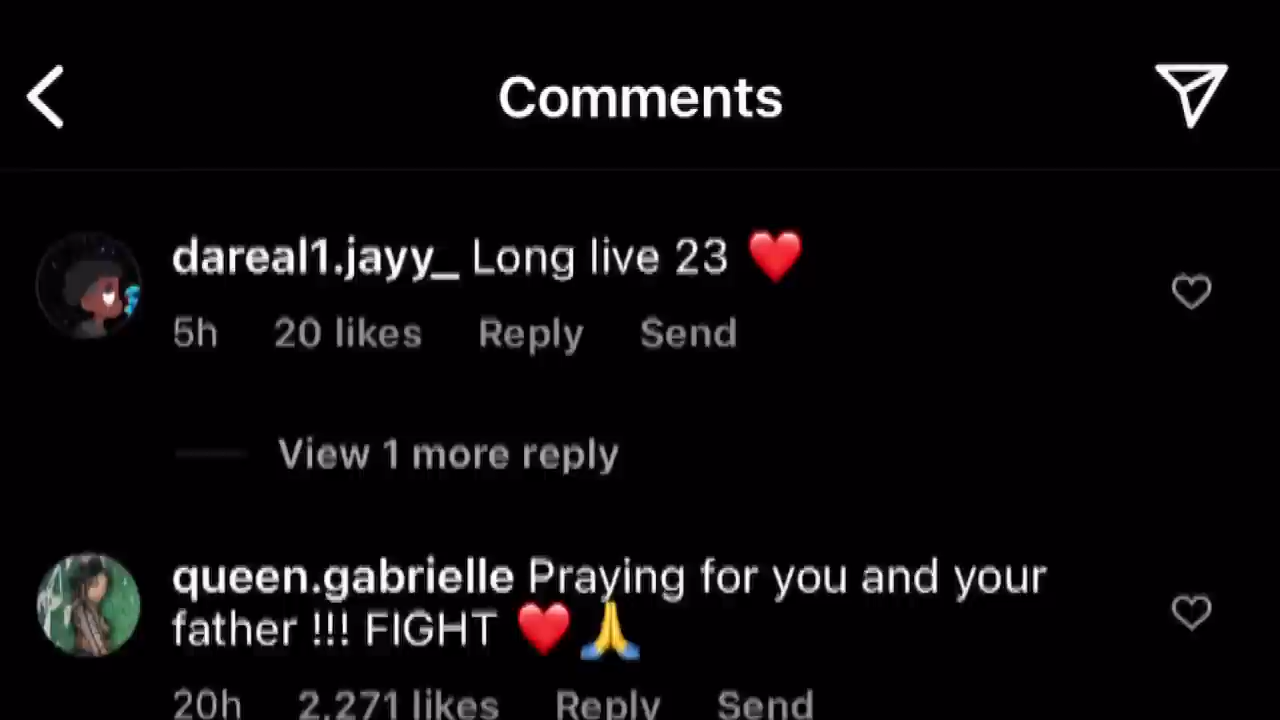 Comments
dareal1.jayy_ Long live 23 ❤️
5h 20 likes Reply Send
View 1 more reply
queen.gabrielle Praying for you and your
father !!! FIGHT ❤️🙏
20h 2,271 likes Reply Send